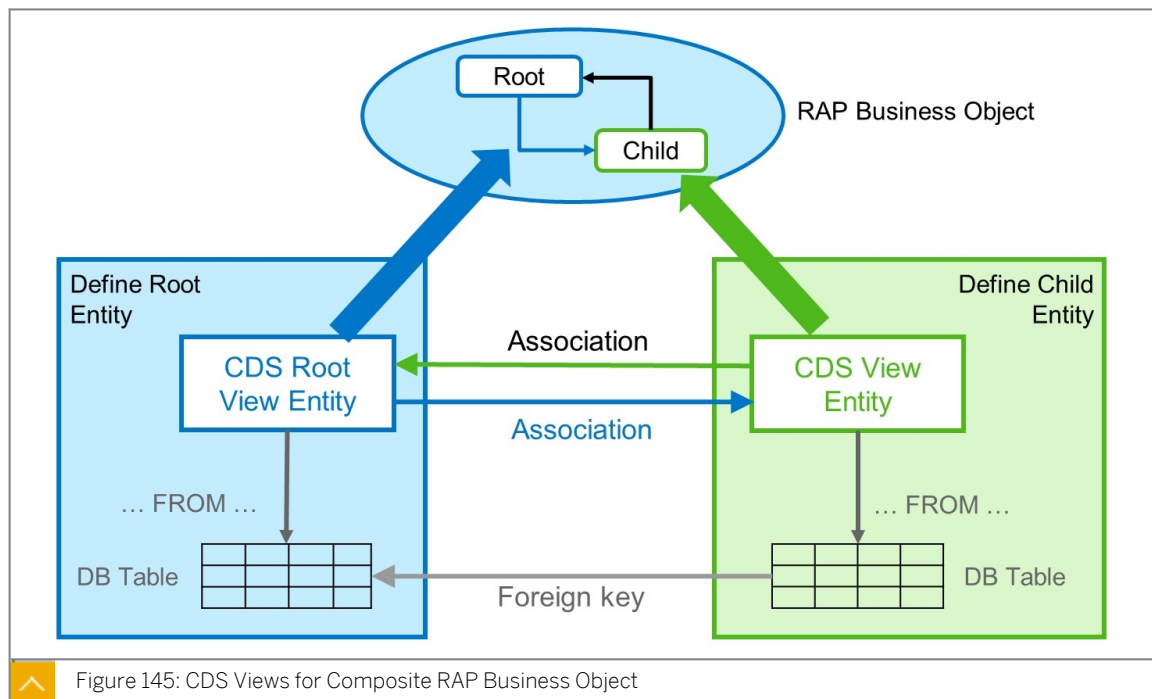 Root
Child
RAP Business Object
Define Root
Entity
Define Child
Entity
CDS Root
View Entity
Association
Association
CDS View
Entity
… FROM …
… FROM …
DB Table
Foreign key
DB Table
Figure 145: CDS Views for Composite RAP Business Object